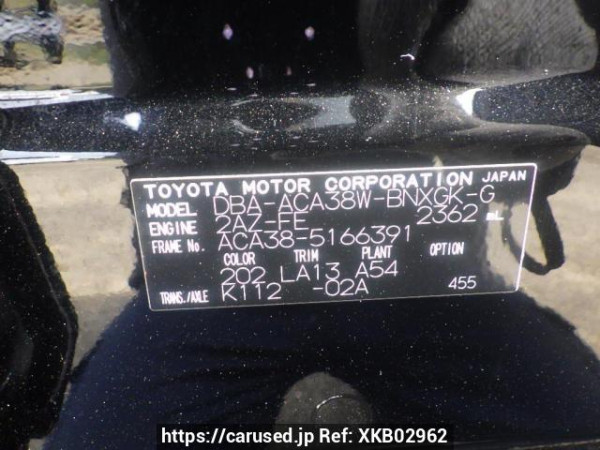 TOYOTA MOTOR CORPORATION JAPAN
MODEL DBA-ACA38W-BNXGK-G
ENGINE 2AZ-FE 2362 mL
FRAME No. ACA38-5166391
COLOR TRIM PLANT OPTION
202 LA13 A54
TRANS./AXLE K112 -02A 455
https://carused.jp Ref: XKB02962